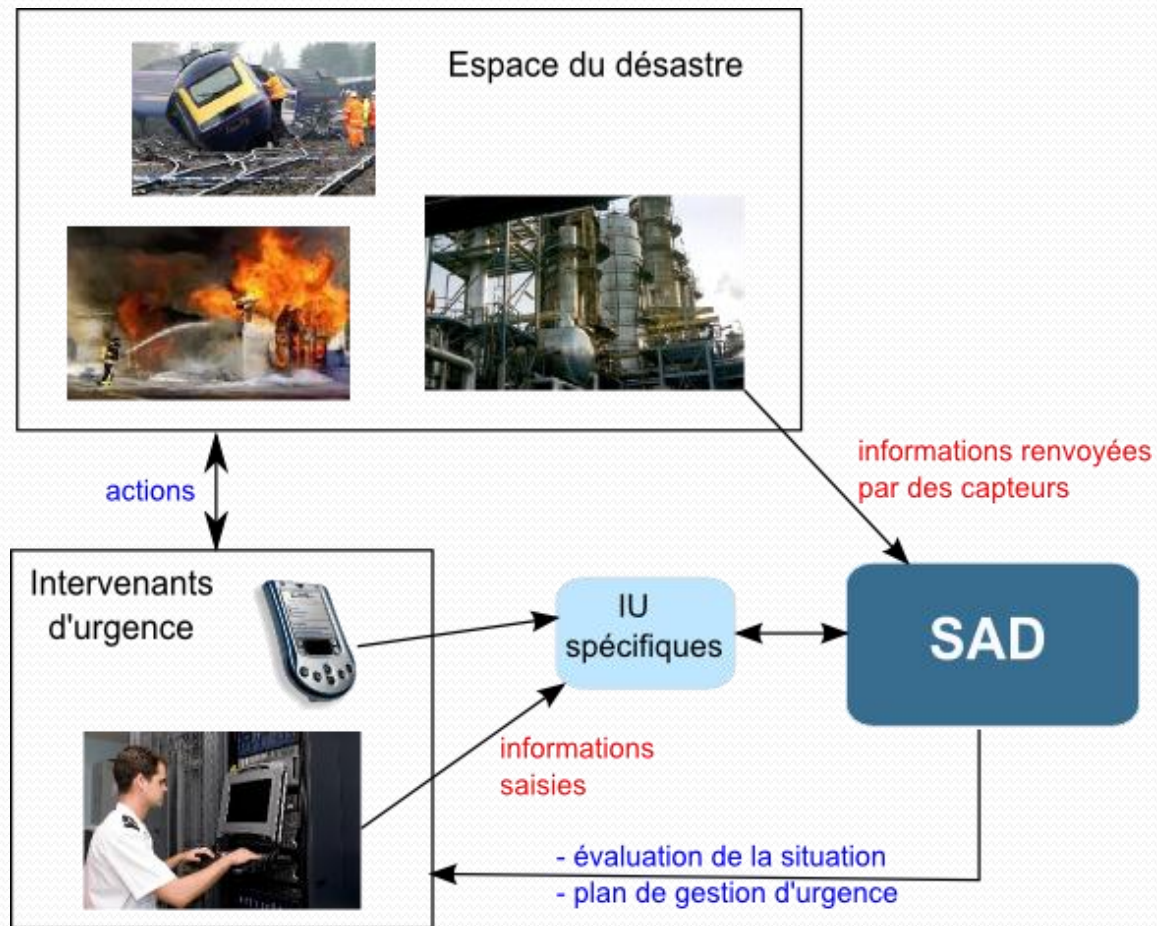 Espace du désastre
informations renvoyées
par des capteurs
actions
Intervenants
d'urgence
IU
spécifiques
SAD
informations
saisies
- évaluation de la situation
- plan de gestion d'urgence